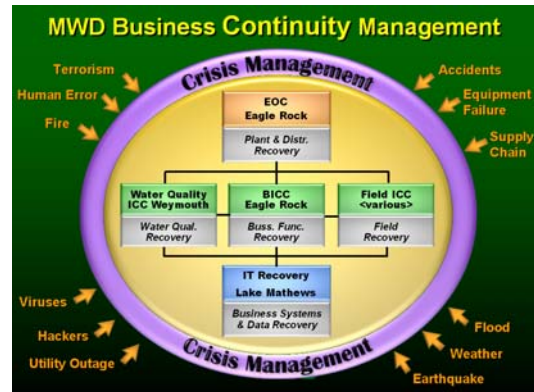 MWD Business Continuity Management
Crisis Management
Terrorism
Human Error
Fire
Accidents
Equipment
Failure
Supply
Chain
EOC
Eagle Rock
Plant & Distr.
Recovery
Water Quality
ICC Weymouth
Water Qual.
Recovery
BICC
Eagle Rock
Buss. Func.
Recovery
Field ICC
<various>
Field
Recovery
IT Recovery
Lake Mathews
Business Systems
& Data Recovery
Viruses
Hackers
Utility Outage
Flood
Weather
Earthquake
Crisis Management